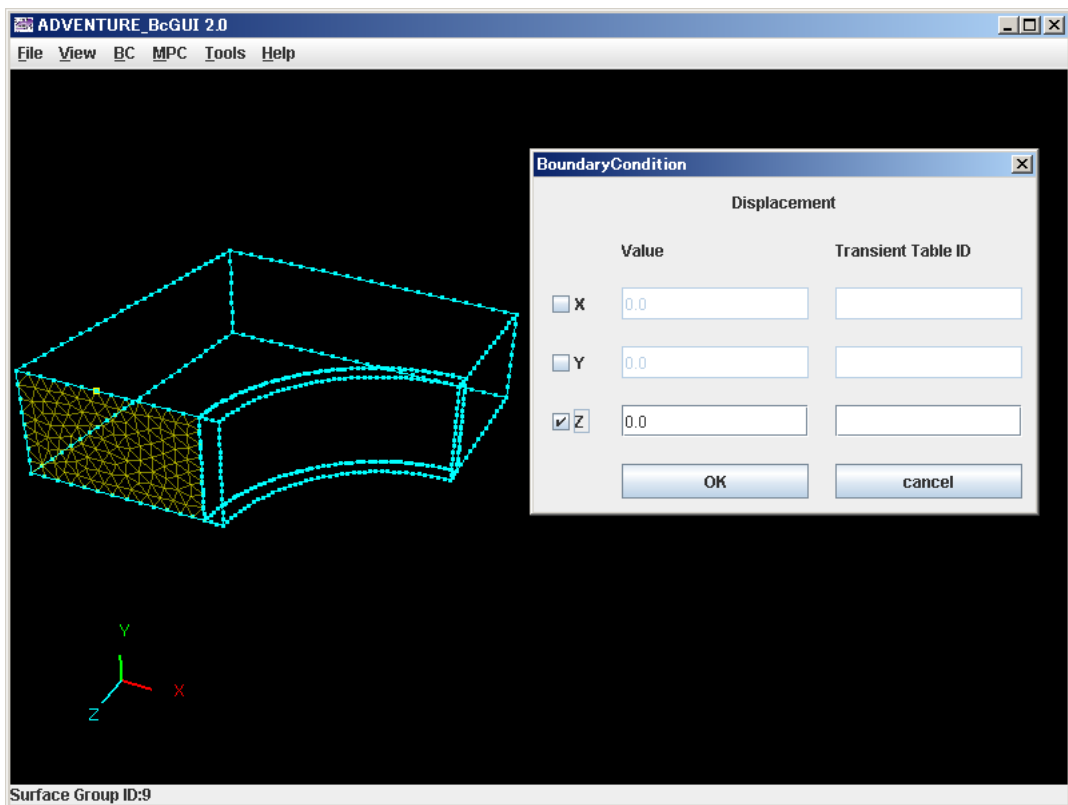 ADVENTURE_BcGUI 2.0
File View BC MPC Tools Help
BoundaryCondition
Displacement
Value Transient Table ID
X 0.0
Y 0.0
Z 0.0
OK cancel
Y
X
Z
Surface Group ID:9